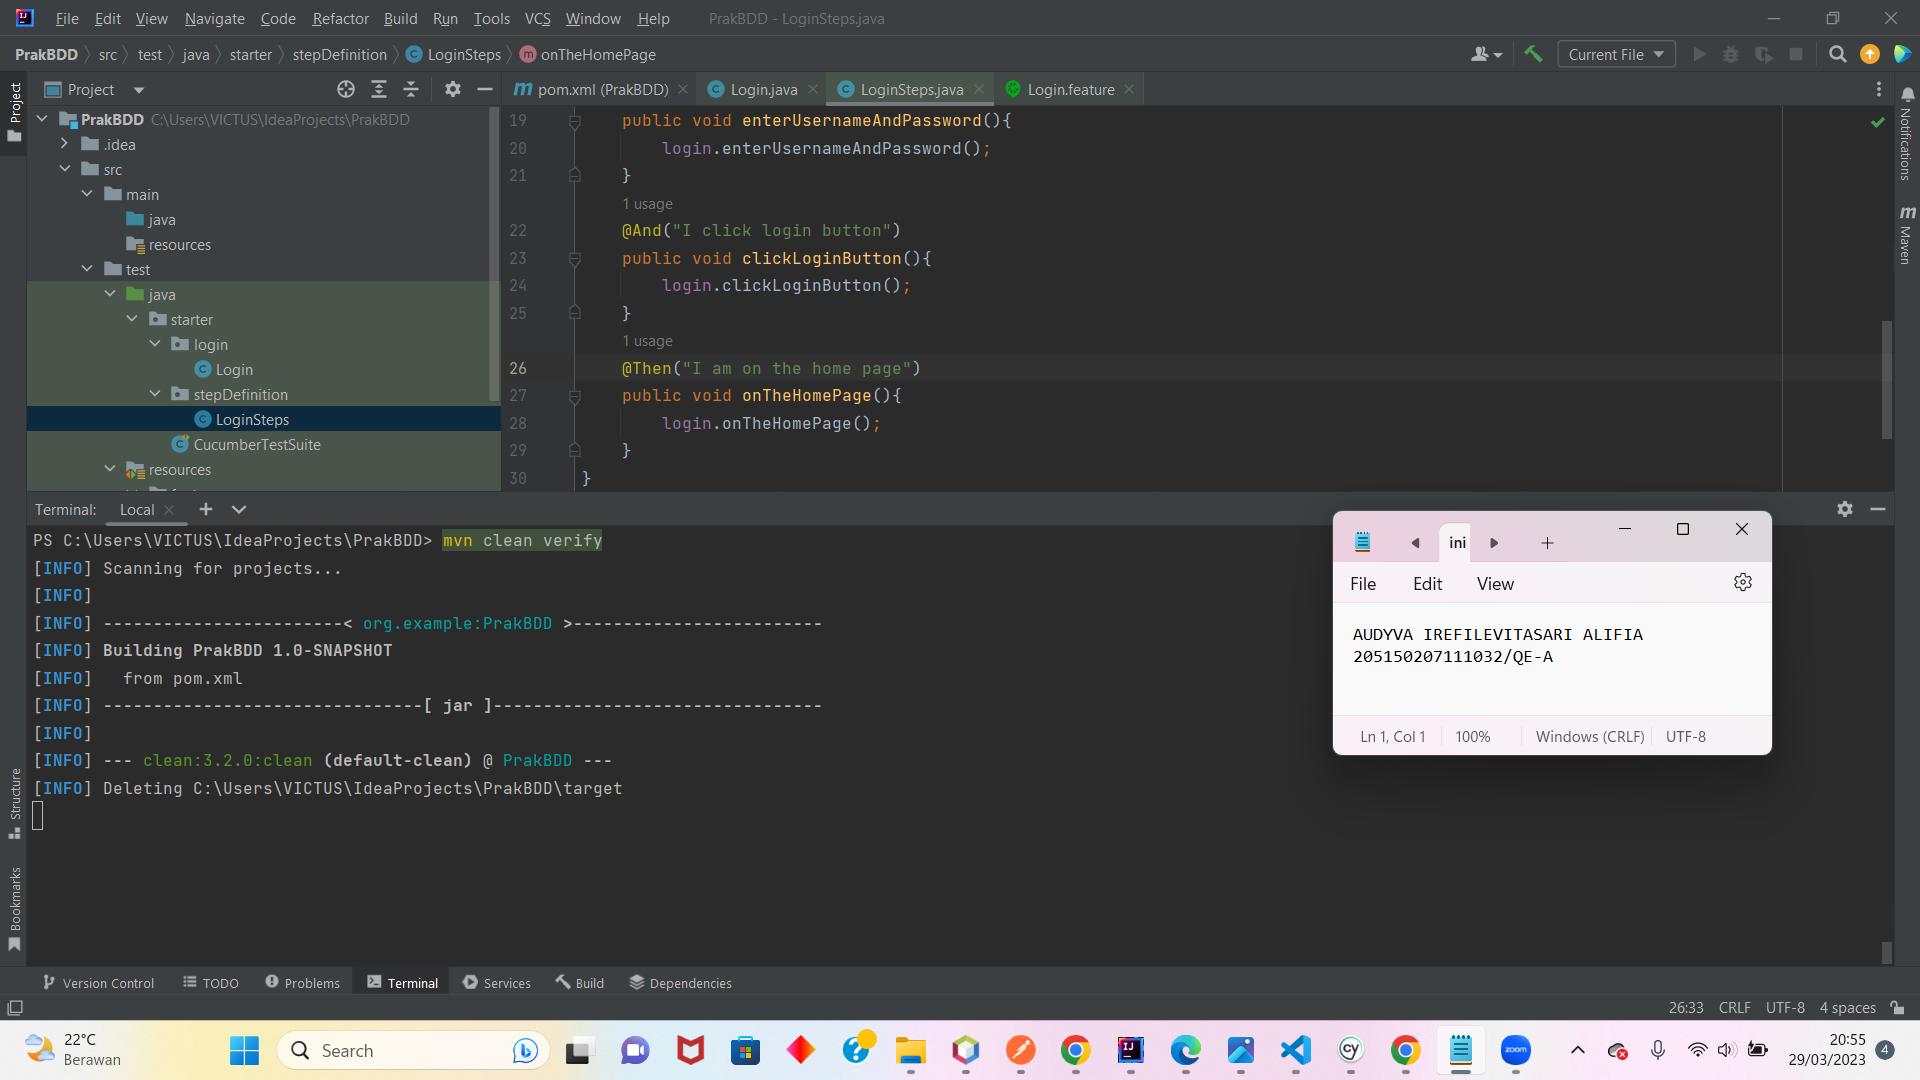 File Edit View Navigate Code Refactor Build Run Tools VCS Window Help PrakBDD - LoginSteps.java
PrakBDD src test java starter stepDefinition LoginSteps onTheHomePage Current File
Project
pom.xml (PrakBDD) Login.java LoginSteps.java Login.feature
Project
PrakBDD C:\Users\VICTUS\IdeaProjects\PrakBDD
.idea
src
main
java
resources
test
java
starter
login
Login
stepDefinition
LoginSteps
CucumberTestSuite
resources
19 public void enterUsernameAndPassword(){
20 login.enterUsernameAndPassword();
21 }
1 usage
22 @And("I click login button")
23 public void clickLoginButton(){
24 login.clickLoginButton();
25 }
1 usage
26 @Then("I am on the home page")
27 public void onTheHomePage(){
28 login.onTheHomePage();
29 }
30 }
Notifications
Maven
Terminal: Local
PS C:\Users\VICTUS\IdeaProjects\PrakBDD> mvn clean verify
[INFO] Scanning for projects...
[INFO]
[INFO] ------------------------< org.example:PrakBDD >-------------------------
[INFO] Building PrakBDD 1.0-SNAPSHOT
[INFO]   from pom.xml
[INFO] --------------------------------[ jar ]---------------------------------
[INFO]
[INFO] --- clean:3.2.0:clean (default-clean) @ PrakBDD ---
[INFO] Deleting C:\Users\VICTUS\IdeaProjects\PrakBDD\target
ini
File Edit View
AUDYVA IREFILEVITASARI ALIFIA
205150207111032/QE-A
Ln 1, Col 1 100% Windows (CRLF) UTF-8
Structure
Bookmarks
Version Control TODO Problems Terminal Services Build Dependencies
26:33 CRLF UTF-8 4 spaces
22°C
Berawan
Search
zoom
20:55
29/03/2023
4